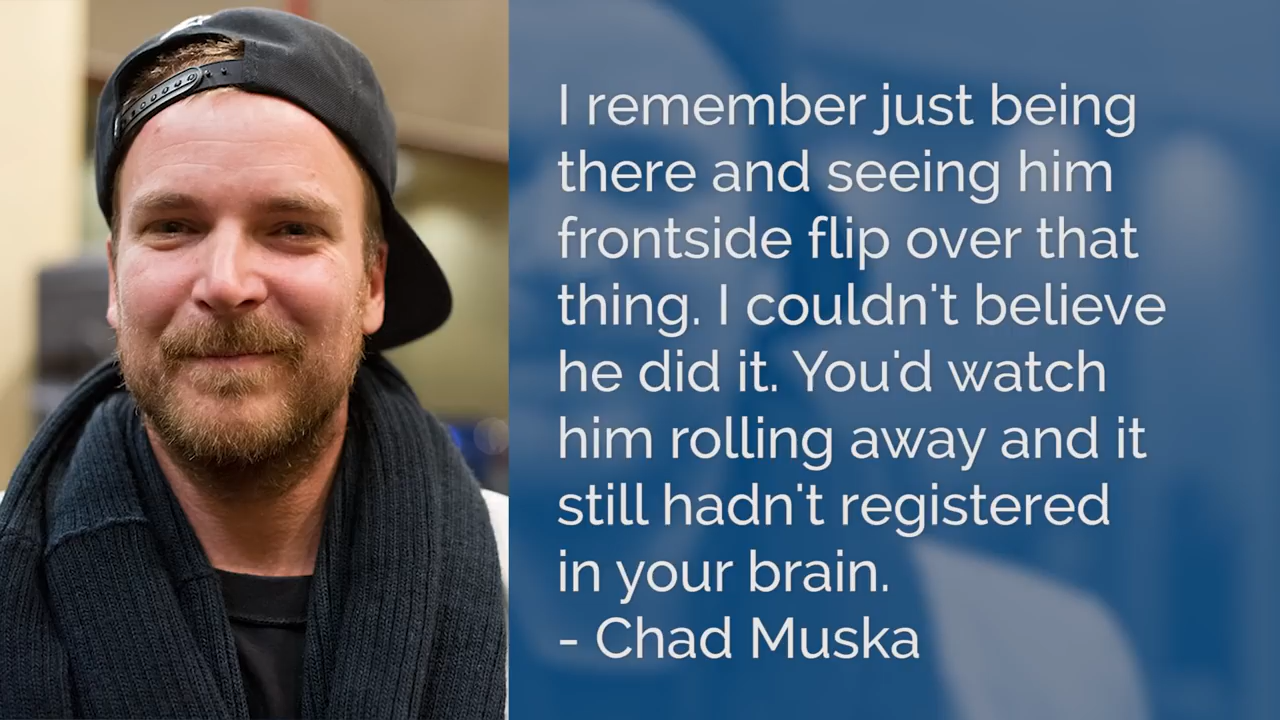 I remember just being
there and seeing him
frontside flip over that
thing. I couldn't believe
he did it. You'd watch
him rolling away and it
still hadn't registered
in your brain.
- Chad Muska